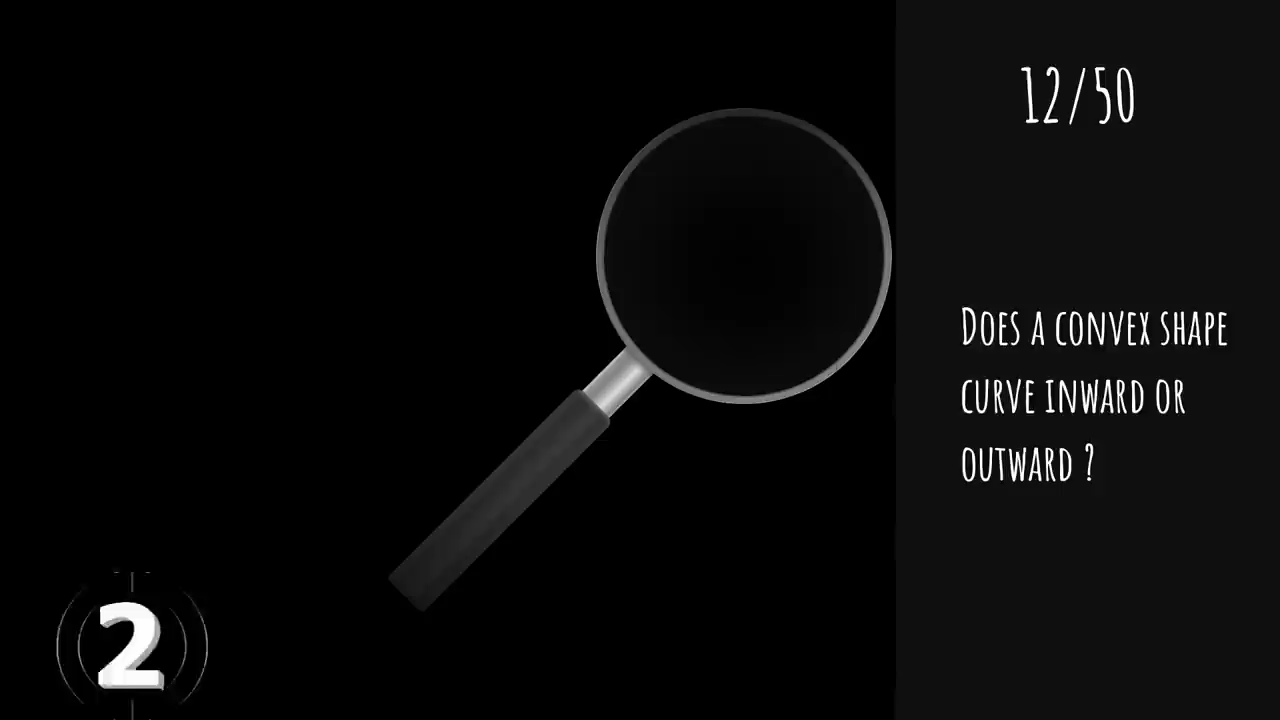 12/50
Does a convex shape
curve inward or
outward ?
2